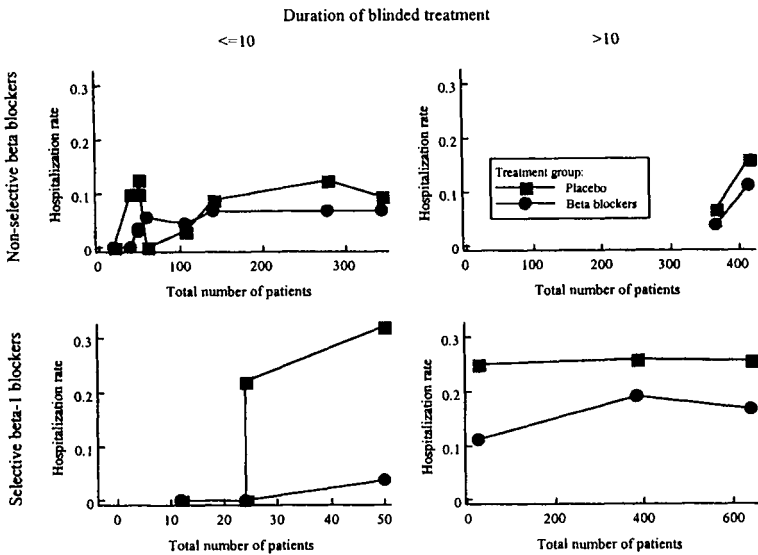 Duration of blinded treatment
<=10
>10
Non-selective beta blockers
Hospitalization rate
0.3
0.2
0.1
0
0
100
200
300
Total number of patients
Hospitalization rate
0.3
0.2
0.1
0
Treatment group:
Placebo
Beta blockers
0
100
200
300
400
Total number of patients
Selective beta-1 blockers
Hospitalization rate
0.3
0.2
0.1
0
0
10
20
30
40
50
Total number of patients
Hospitalization rate
0.3
0.2
0.1
0
0
200
400
600
Total number of patients